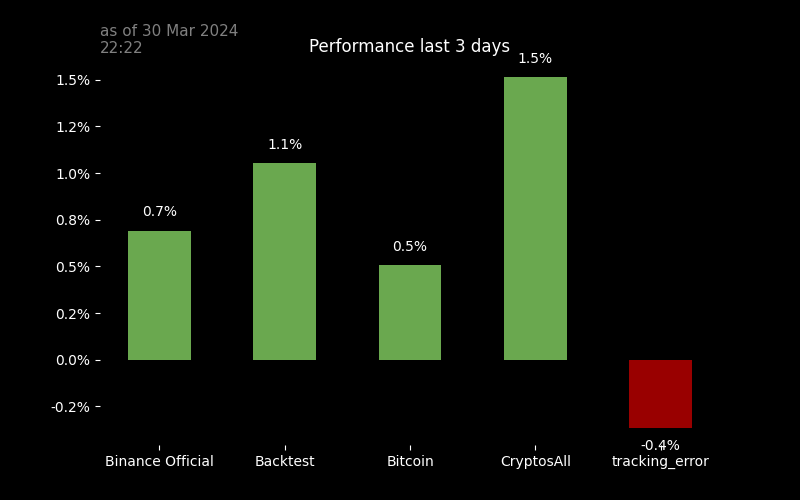 as of 30 Mar 2024
22:22
Performance last 3 days
1.5%
1.5%
1.2%
1.1%
1.0%
0.8%
0.7%
0.5%
0.5%
0.2%
0.0%
-0.2%
-0.4%
Binance Official
Backtest
Bitcoin
CryptosAll
tracking_error